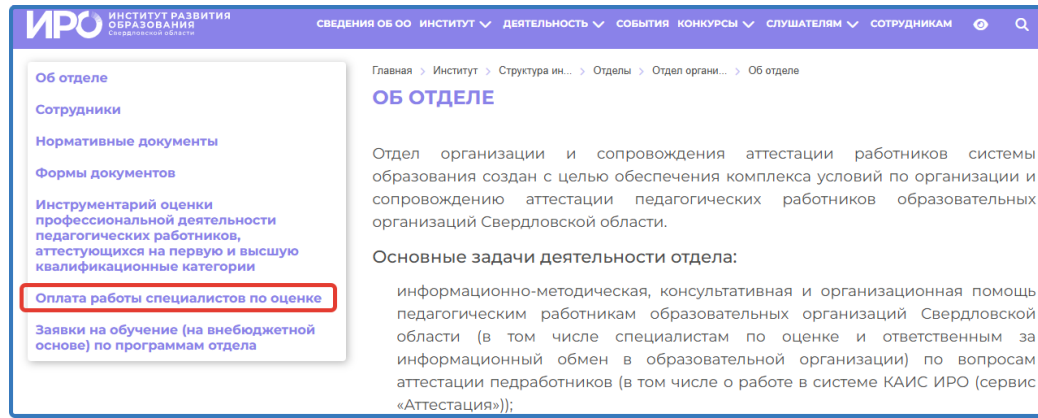 ИРО
ИНСТИТУТ РАЗВИТИЯ
ОБРАЗОВАНИЯ
Свердловской области
СВЕДЕНИЯ ОБ ОО ИНСТИТУТ ДЕЯТЕЛЬНОСТЬ СОБЫТИЯ КОНКУРСЫ СЛУШАТЕЛЯМ СОТРУДНИКАМ
Об отделе
Сотрудники
Нормативные документы
Формы документов
Инструментарий оценки
профессиональной деятельности
педагогических работников,
аттестующихся на первую и высшую
квалификационные категории
Оплата работы специалистов по оценке
Заявки на обучение (на внебюджетной
основе) по программам отдела
Главная > Институт > Структура ин... > Отделы > Отдел органи... > Об отделе
ОБ ОТДЕЛЕ
Отдел организации и сопровождения аттестации работников системы
образования создан с целью обеспечения комплекса условий по организации и
сопровождению аттестации педагогических работников образовательных
организаций Свердловской области.
Основные задачи деятельности отдела:
информационно-методическая, консультативная и организационная помощь
педагогическим работникам образовательных организаций Свердловской
области (в том числе специалистам по оценке и ответственным за
информационный обмен в образовательной организации) по вопросам
аттестации педработников (в том числе о работе в системе КАИС ИРО (сервис
«Аттестация»));